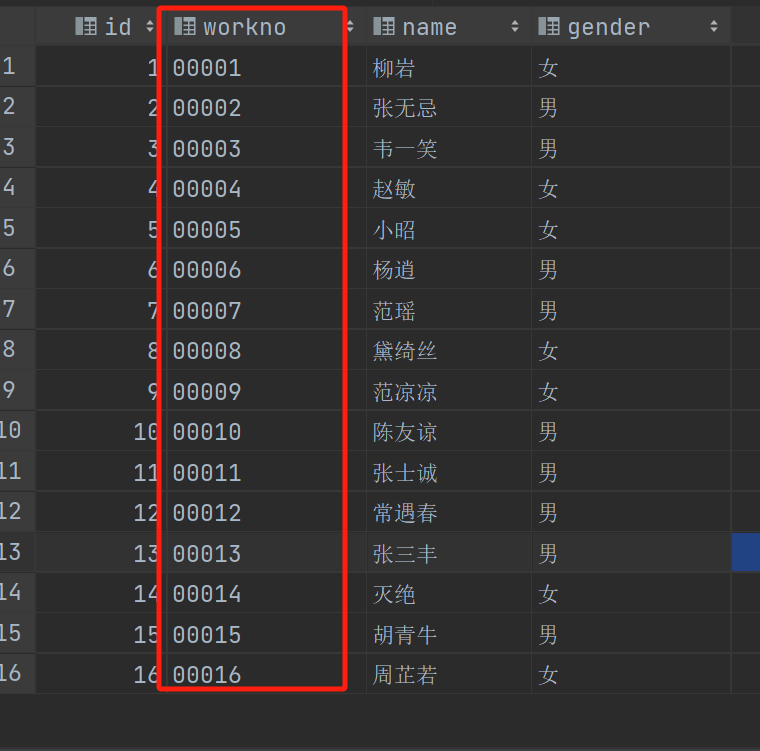 id workno name gender
1 1 00001 柳岩 女
2 2 00002 张无忌 男
3 3 00003 韦一笑 男
4 4 00004 赵敏 女
5 5 00005 小昭 女
6 6 00006 杨逍 男
7 7 00007 范瑶 男
8 8 00008 黛绮丝 女
9 9 00009 范凉凉 女
10 10 00010 陈友谅 男
11 11 00011 张士诚 男
12 12 00012 常遇春 男
13 13 00013 张三丰 男
14 14 00014 灭绝 女
15 15 00015 胡青牛 男
16 16 00016 周芷若 女